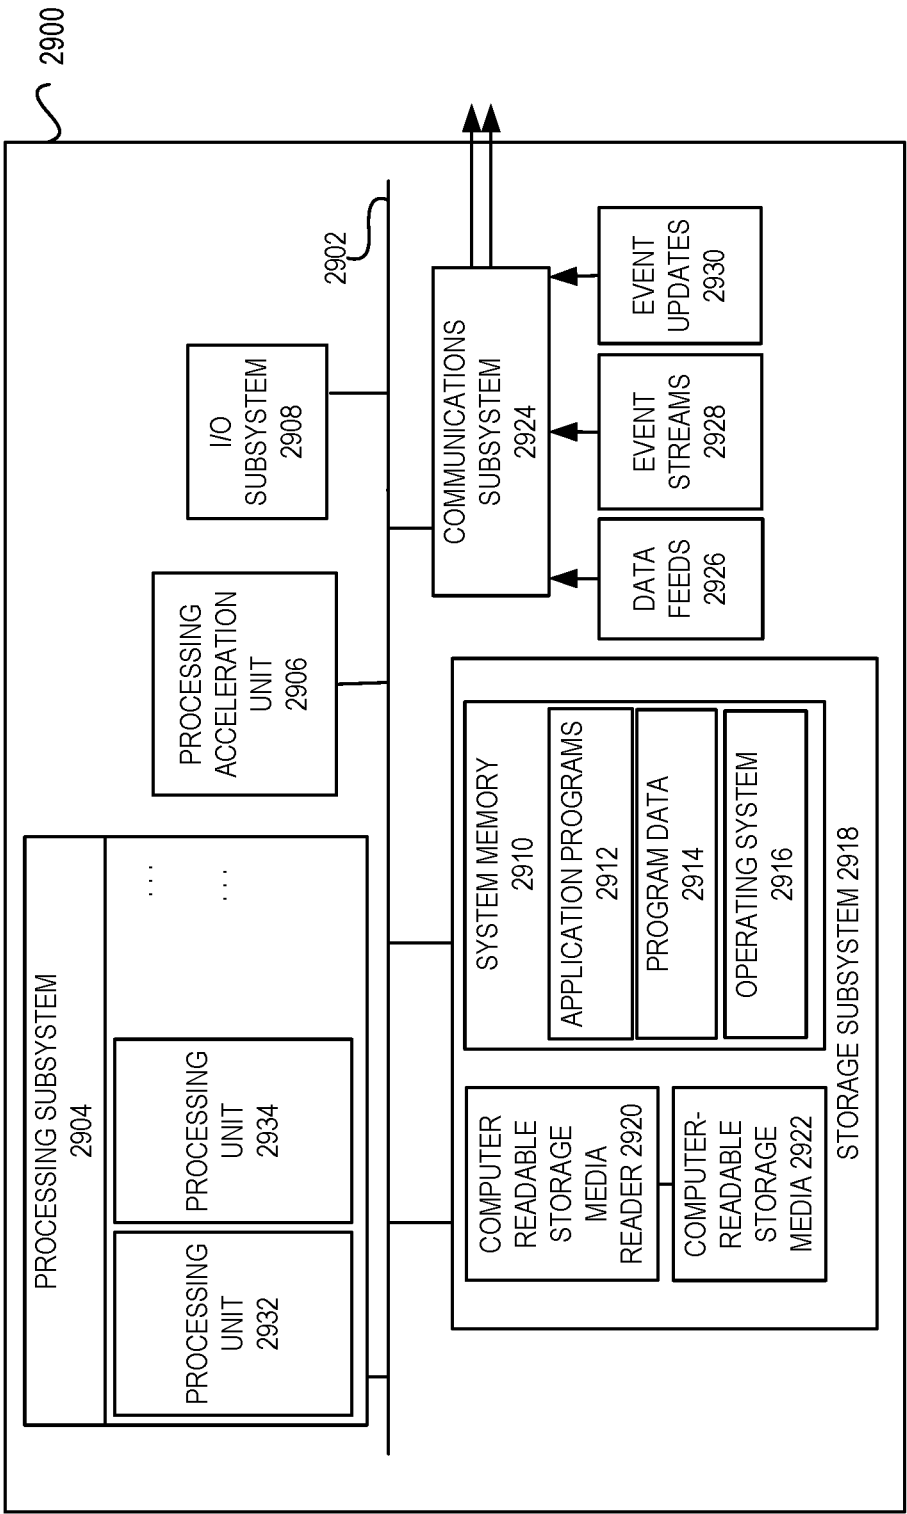 2900
PROCESSING SUBSYSTEM
2904
PROCESSING
UNIT
2932
PROCESSING
UNIT
2934
. . .
. . .
PROCESSING
ACCELERATION
UNIT
2906
I/O
SUBSYSTEM
2908
2902
COMPUTER
READABLE
STORAGE
MEDIA
READER 2920
COMPUTER-
READABLE
STORAGE
MEDIA 2922
SYSTEM MEMORY
2910
APPLICATION PROGRAMS
2912
PROGRAM DATA
2914
OPERATING SYSTEM
2916
STORAGE SUBSYSTEM 2918
COMMUNICATIONS
SUBSYSTEM
2924
DATA
FEEDS
2926
EVENT
STREAMS
2928
EVENT
UPDATES
2930